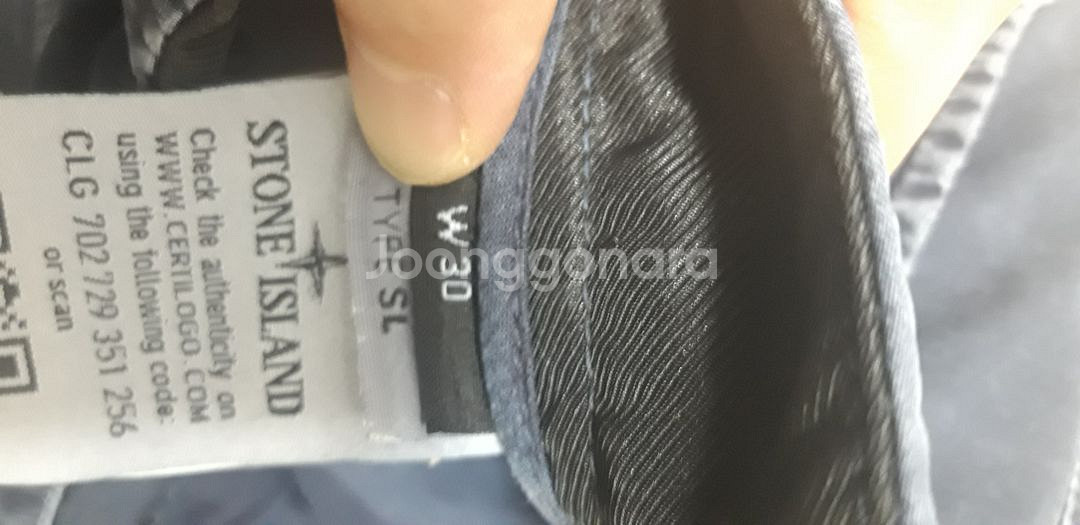 W 30
TYPE SL
STONE ISLAND
Check the authenticity on
WWW.CERTILOGO.COM
using the following code:
CLG 702 729 351 256
or scan
Joonggonara